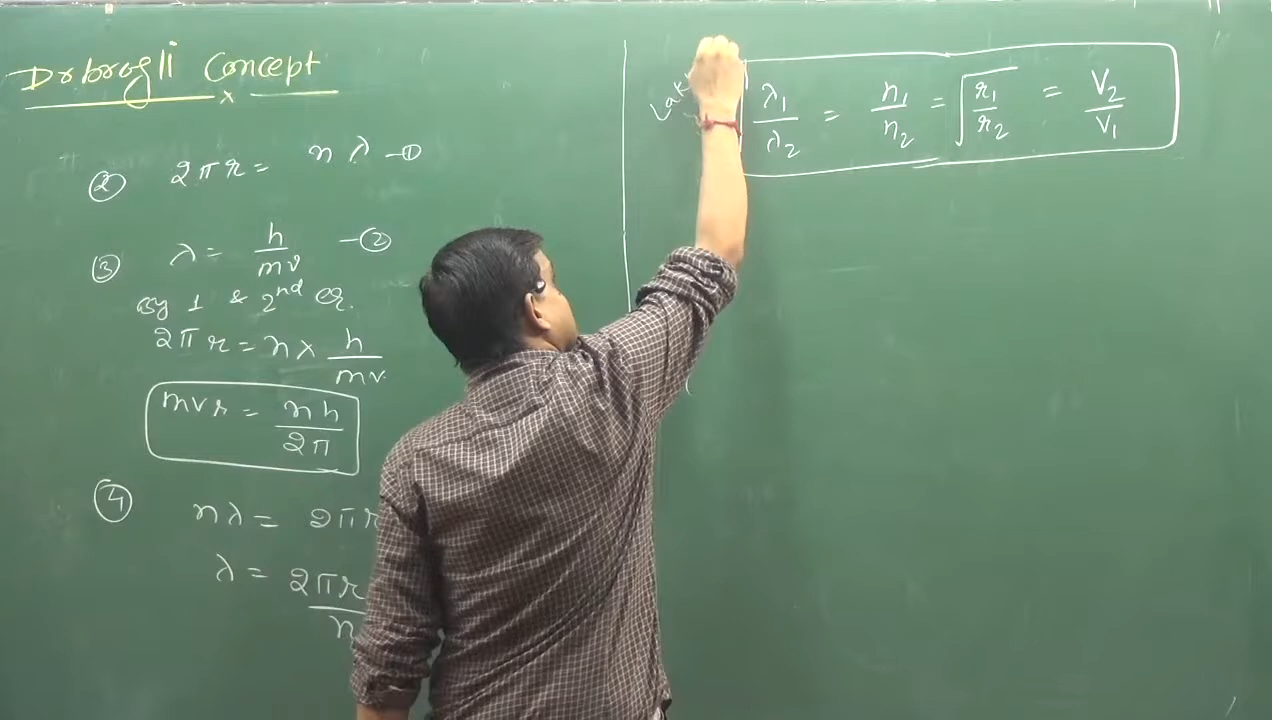 Drbrogli Concept
② 2πr = nλ -①
③ λ = h/mv -②
By 1 & 2nd eq.
2πr = n × h/mv.
mvr = nh/2π
④ nλ = 2πr
λ = 2πr/n
λ₁/λ₂ = n₁/n₂ = √(r₁/r₂) = V₂/V₁